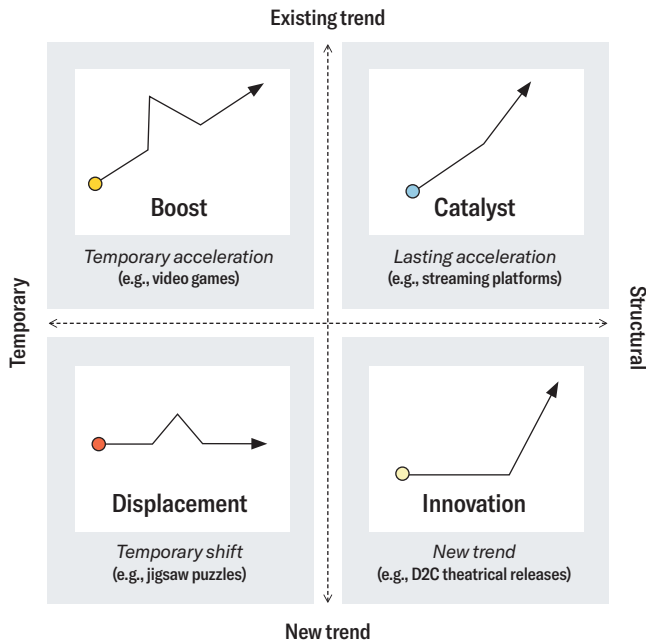 Existing trend
Boost
Temporary acceleration
(e.g., video games)
Catalyst
Lasting acceleration
(e.g., streaming platforms)
Temporary
Structural
Displacement
Temporary shift
(e.g., jigsaw puzzles)
Innovation
New trend
(e.g., D2C theatrical releases)
New trend